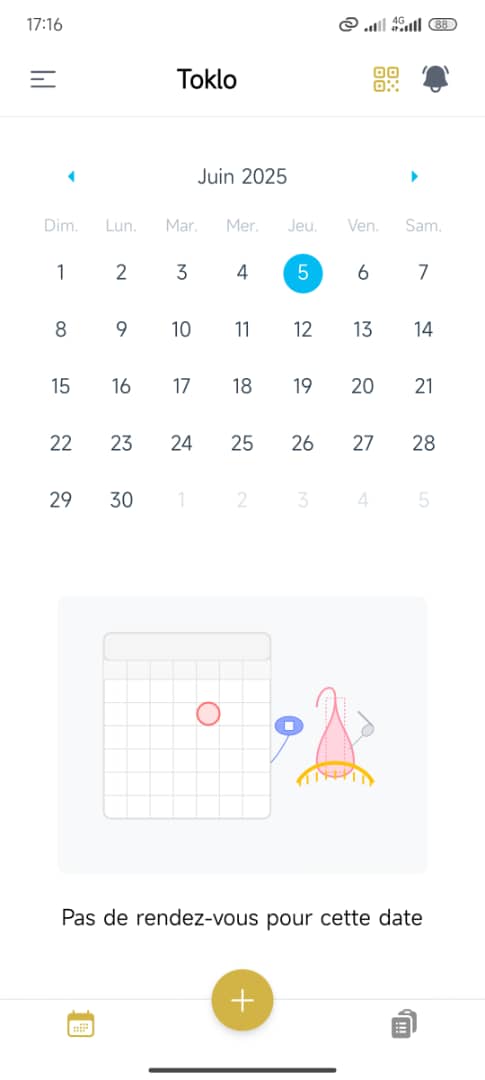 17:16 4G 88
Toklo
Juin 2025
Dim. Lun. Mar. Mer. Jeu. Ven. Sam.
1 2 3 4 5 6 7
8 9 10 11 12 13 14
15 16 17 18 19 20 21
22 23 24 25 26 27 28
29 30 1 2 3 4 5
Pas de rendez-vous pour cette date